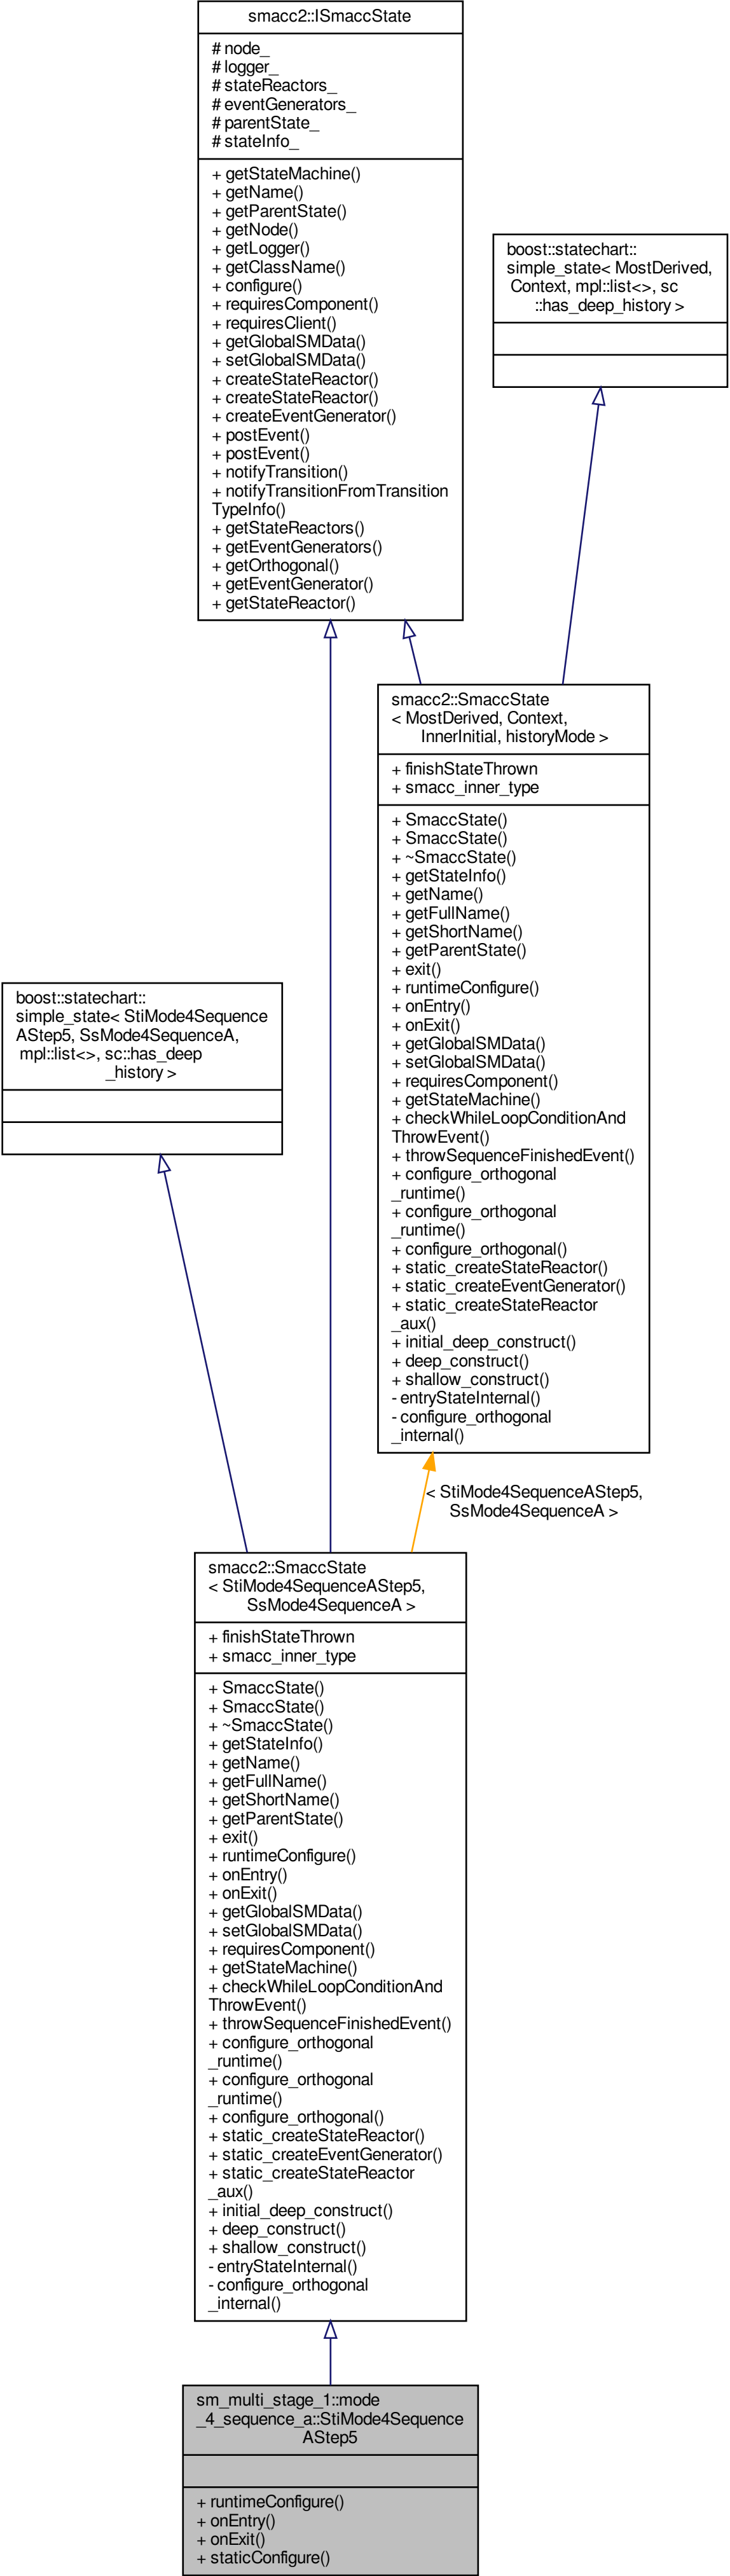 smacc2::ISmaccState
# node_
# logger_
# stateReactors_
# eventGenerators_
# parentState_
# stateInfo_
+ getStateMachine()
+ getName()
+ getParentState()
+ getNode()
+ getLogger()
+ getClassName()
+ configure()
+ requiresComponent()
+ requiresClient()
+ getGlobalSMData()
+ setGlobalSMData()
+ createStateReactor()
+ createStateReactor()
+ createEventGenerator()
+ postEvent()
+ postEvent()
+ notifyTransition()
+ notifyTransitionFromTransition
TypeInfo()
+ getStateReactors()
+ getEventGenerators()
+ getOrthogonal()
+ getEventGenerator()
+ getStateReactor()
boost::statechart::
simple_state< MostDerived,
Context, mpl::list<>, sc
::has_deep_history >
smacc2::SmaccState
< MostDerived, Context,
InnerInitial, historyMode >
+ finishStateThrown
+ smacc_inner_type
+ SmaccState()
+ SmaccState()
+ ~SmaccState()
+ getStateInfo()
+ getName()
+ getFullName()
+ getShortName()
+ getParentState()
+ exit()
+ runtimeConfigure()
+ onEntry()
+ onExit()
+ getGlobalSMData()
+ setGlobalSMData()
+ requiresComponent()
+ getStateMachine()
+ checkWhileLoopConditionAnd
ThrowEvent()
+ throwSequenceFinishedEvent()
+ configure_orthogonal
_runtime()
+ configure_orthogonal
_runtime()
+ configure_orthogonal()
+ static_createStateReactor()
+ static_createEventGenerator()
+ static_createStateReactor
_aux()
+ initial_deep_construct()
+ deep_construct()
+ shallow_construct()
- entryStateInternal()
- configure_orthogonal
_internal()
boost::statechart::
simple_state< StiMode4Sequence
AStep5, SsMode4SequenceA,
mpl::list<>, sc::has_deep
_history >
< StiMode4SequenceAStep5,
SsMode4SequenceA >
smacc2::SmaccState
< StiMode4SequenceAStep5,
SsMode4SequenceA >
+ finishStateThrown
+ smacc_inner_type
+ SmaccState()
+ SmaccState()
+ ~SmaccState()
+ getStateInfo()
+ getName()
+ getFullName()
+ getShortName()
+ getParentState()
+ exit()
+ runtimeConfigure()
+ onEntry()
+ onExit()
+ getGlobalSMData()
+ setGlobalSMData()
+ requiresComponent()
+ getStateMachine()
+ checkWhileLoopConditionAnd
ThrowEvent()
+ throwSequenceFinishedEvent()
+ configure_orthogonal
_runtime()
+ configure_orthogonal
_runtime()
+ configure_orthogonal()
+ static_createStateReactor()
+ static_createEventGenerator()
+ static_createStateReactor
_aux()
+ initial_deep_construct()
+ deep_construct()
+ shallow_construct()
- entryStateInternal()
- configure_orthogonal
_internal()
sm_multi_stage_1::mode
_4_sequence_a::StiMode4Sequence
AStep5
+ runtimeConfigure()
+ onEntry()
+ onExit()
+ staticConfigure()